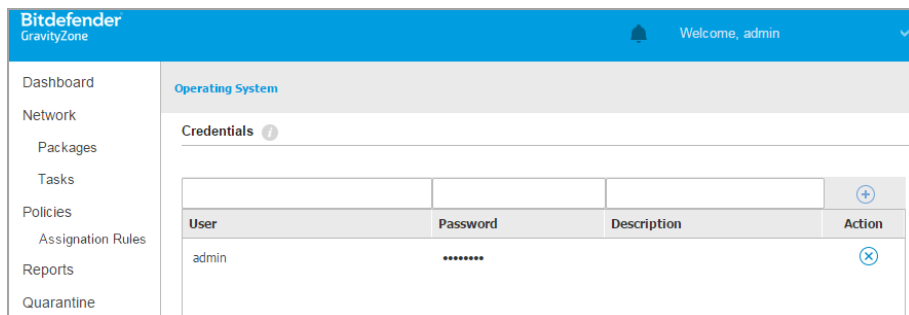 Bitdefender
GravityZone
Welcome, admin
Dashboard
Network
Packages
Tasks
Policies
Assignation Rules
Reports
Quarantine
Operating System
Credentials i
User Password Description Action
admin ••••••••